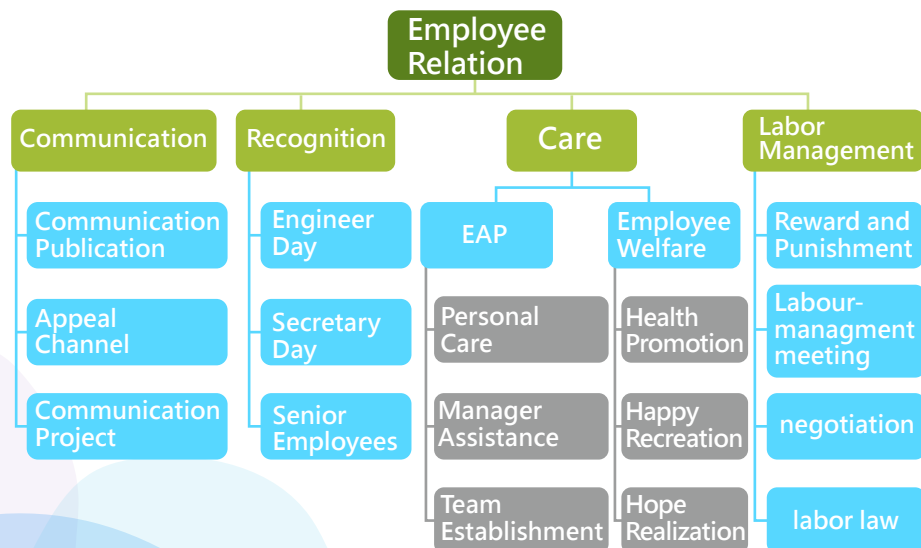 Employee
Relation
Communication
Recognition
Care
Labor
Management
Communication
Publication
Appeal
Channel
Communication
Project
Engineer
Day
Secretary
Day
Senior
Employees
EAP
Personal
Care
Manager
Assistance
Team
Establishment
Employee
Welfare
Health
Promotion
Happy
Recreation
Hope
Realization
Reward and
Punishment
Labour-
managment
meeting
negotiation
labor law